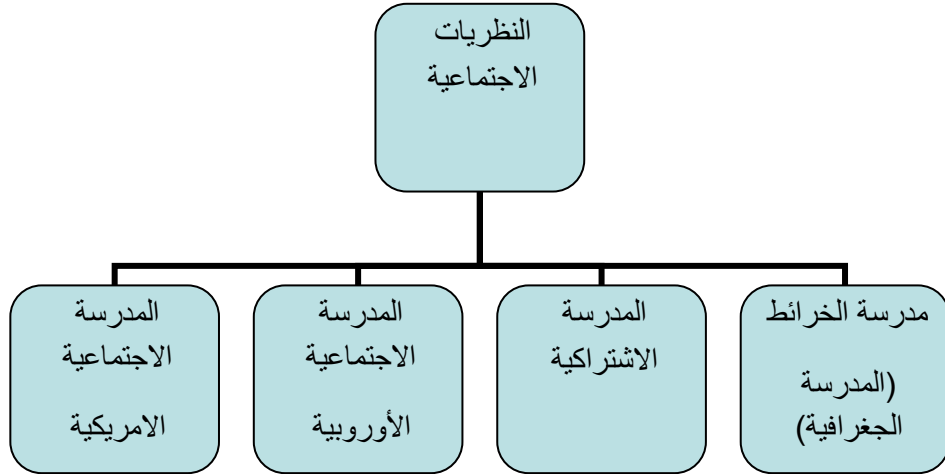 النظريات
الاجتماعية
مدرسة الخرائط
(المدرسة
الجغرافية)
المدرسة
الاشتراكية
المدرسة
الاجتماعية
الأوروبية
المدرسة
الاجتماعية
الامريكية